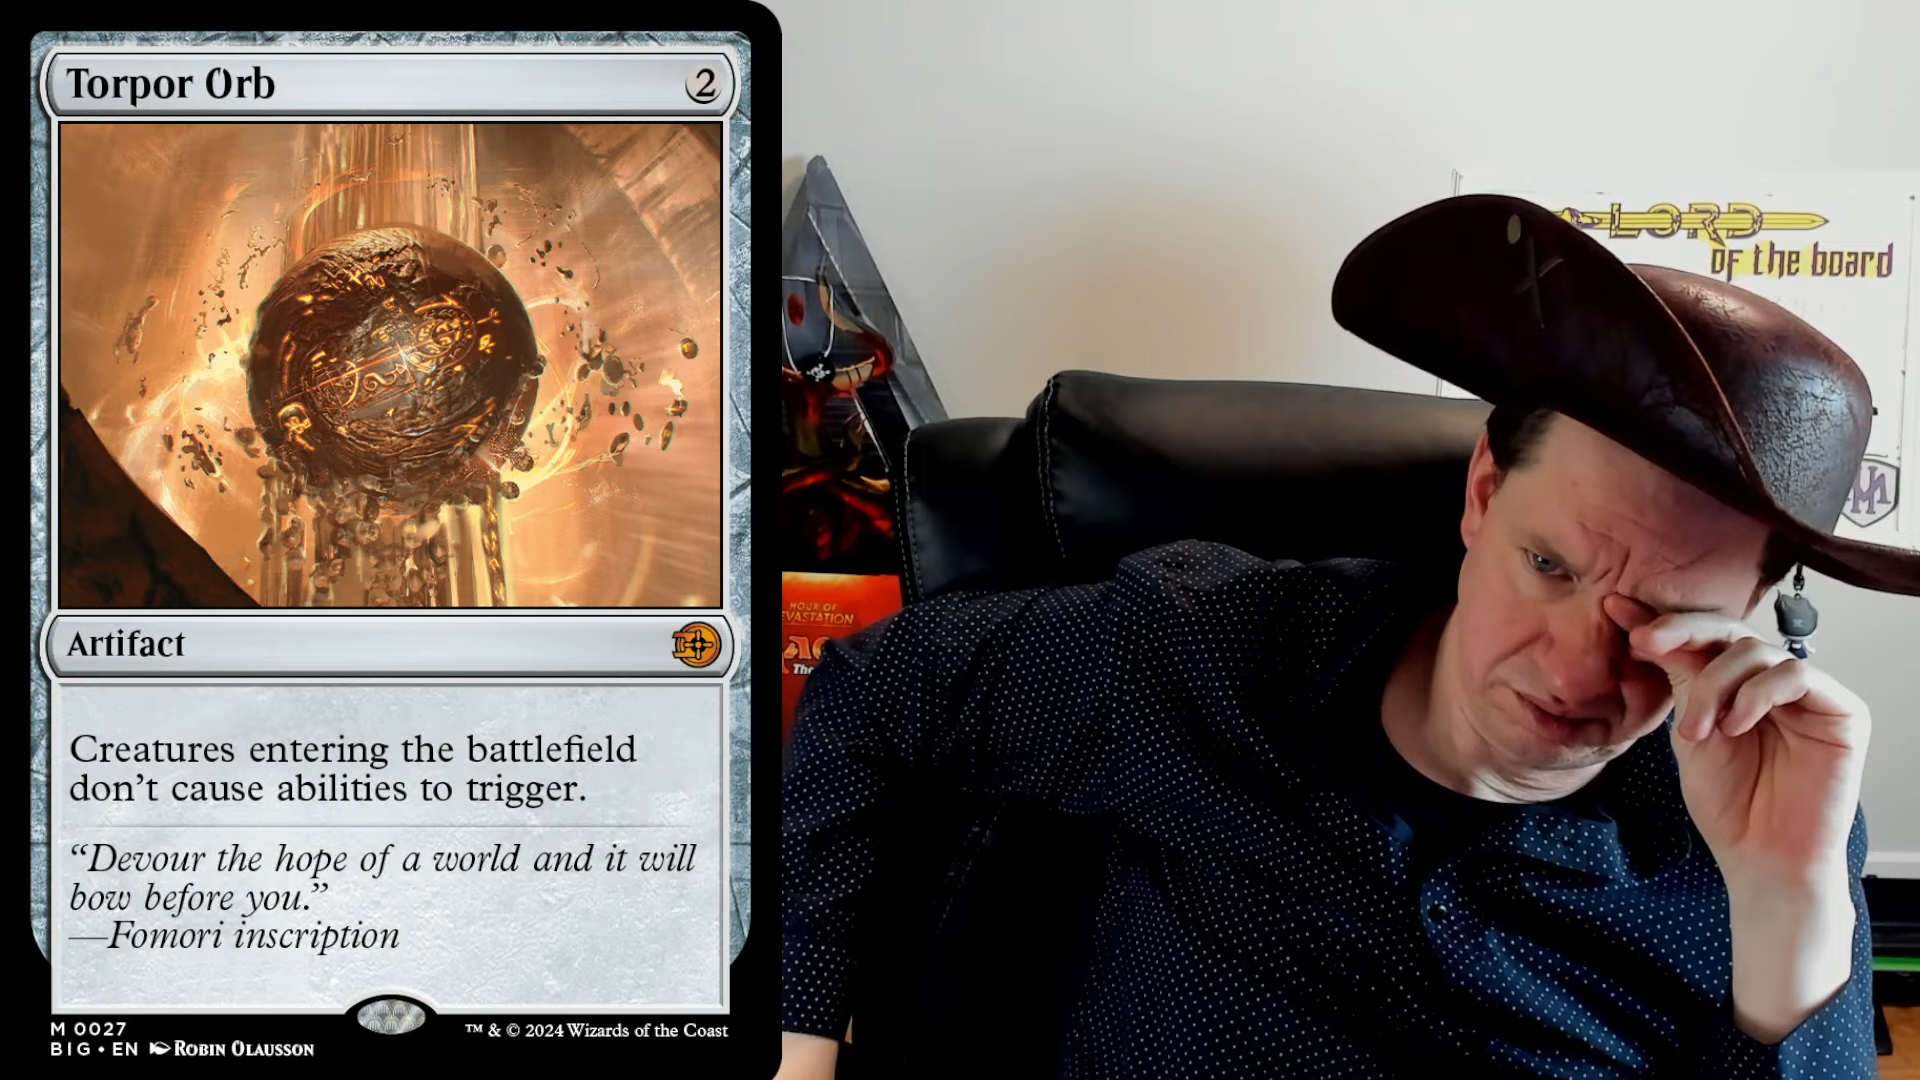 Torpor Orb
2
Artifact
Creatures entering the battlefield
don't cause abilities to trigger.
“Devour the hope of a world and it will
bow before you.”
—Fomori inscription
M 0027
BIG • EN Robin Olausson
™ & © 2024 Wizards of the Coast
LORD
of the board
HOUR OF
The